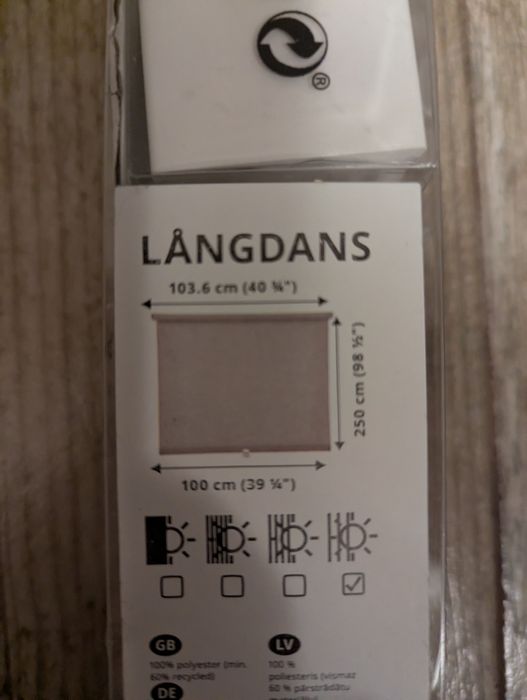 ®
LÅNGDANS
103.6 cm (40 ¾")
250 cm (98 ½")
100 cm (39 ¼")
GB
100% polyester (min.
60% recycled)
DE
LV
100 %
poliesteris (vismaz
60 % pārstrādātu